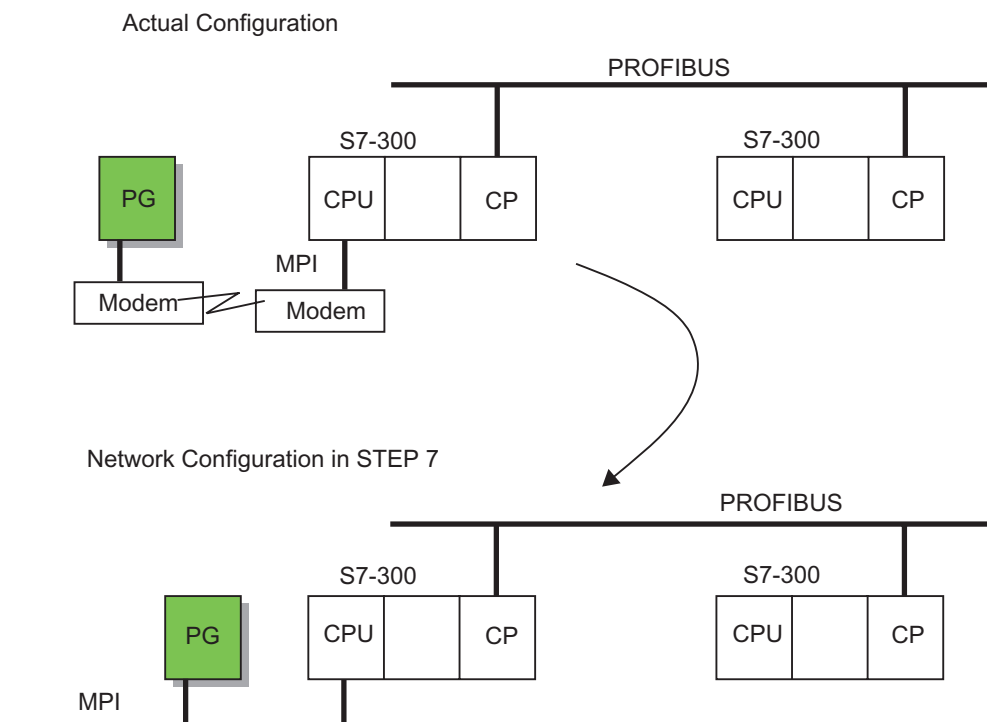 Actual Configuration
PROFIBUS
S7-300
S7-300
PG
CPU
CP
CPU
CP
MPI
Modem
Modem
Network Configuration in STEP 7
PROFIBUS
S7-300
S7-300
PG
CPU
CP
CPU
CP
MPI